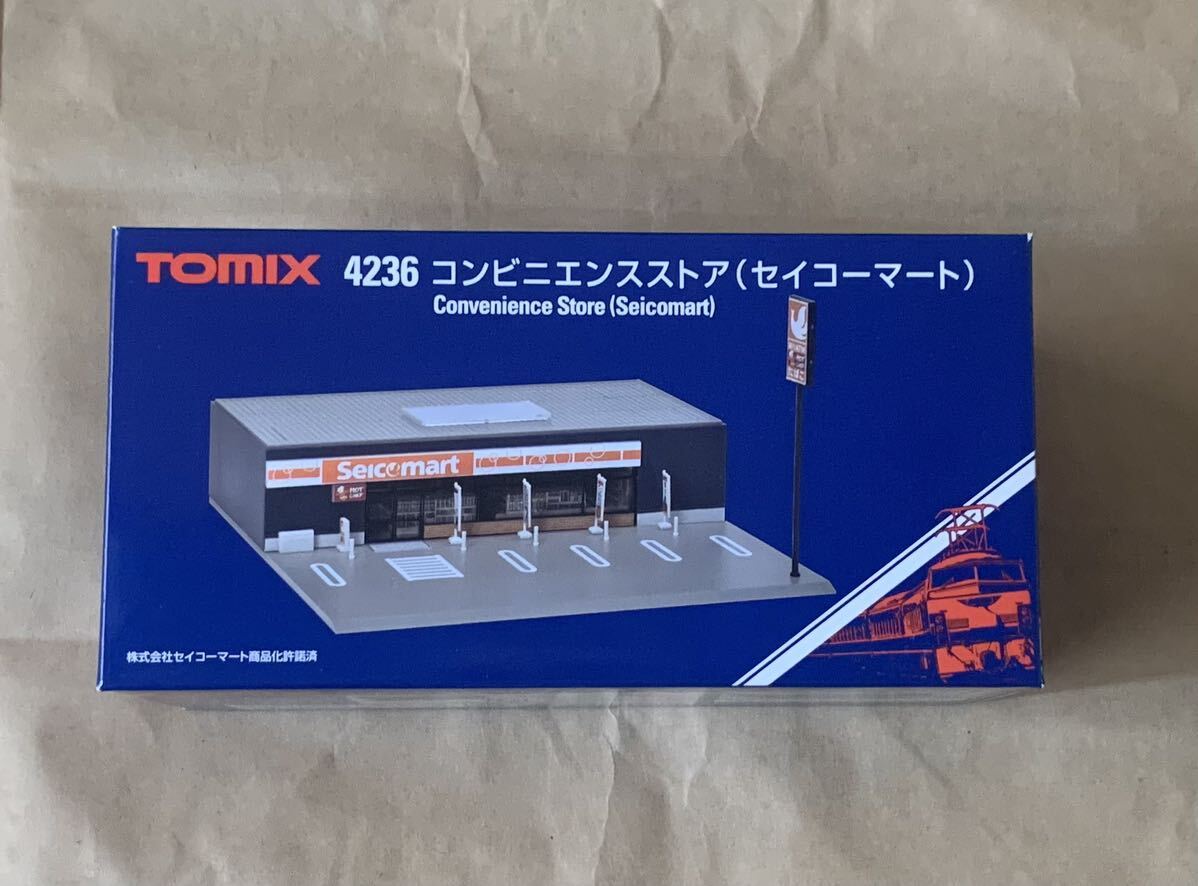 TOMIX 4236 コンビニエンスストア(セイコーマート)
Convenience Store (Seicomart)
Seicomart
HOT
CHEF
株式会社セイコーマート商品化許諾済